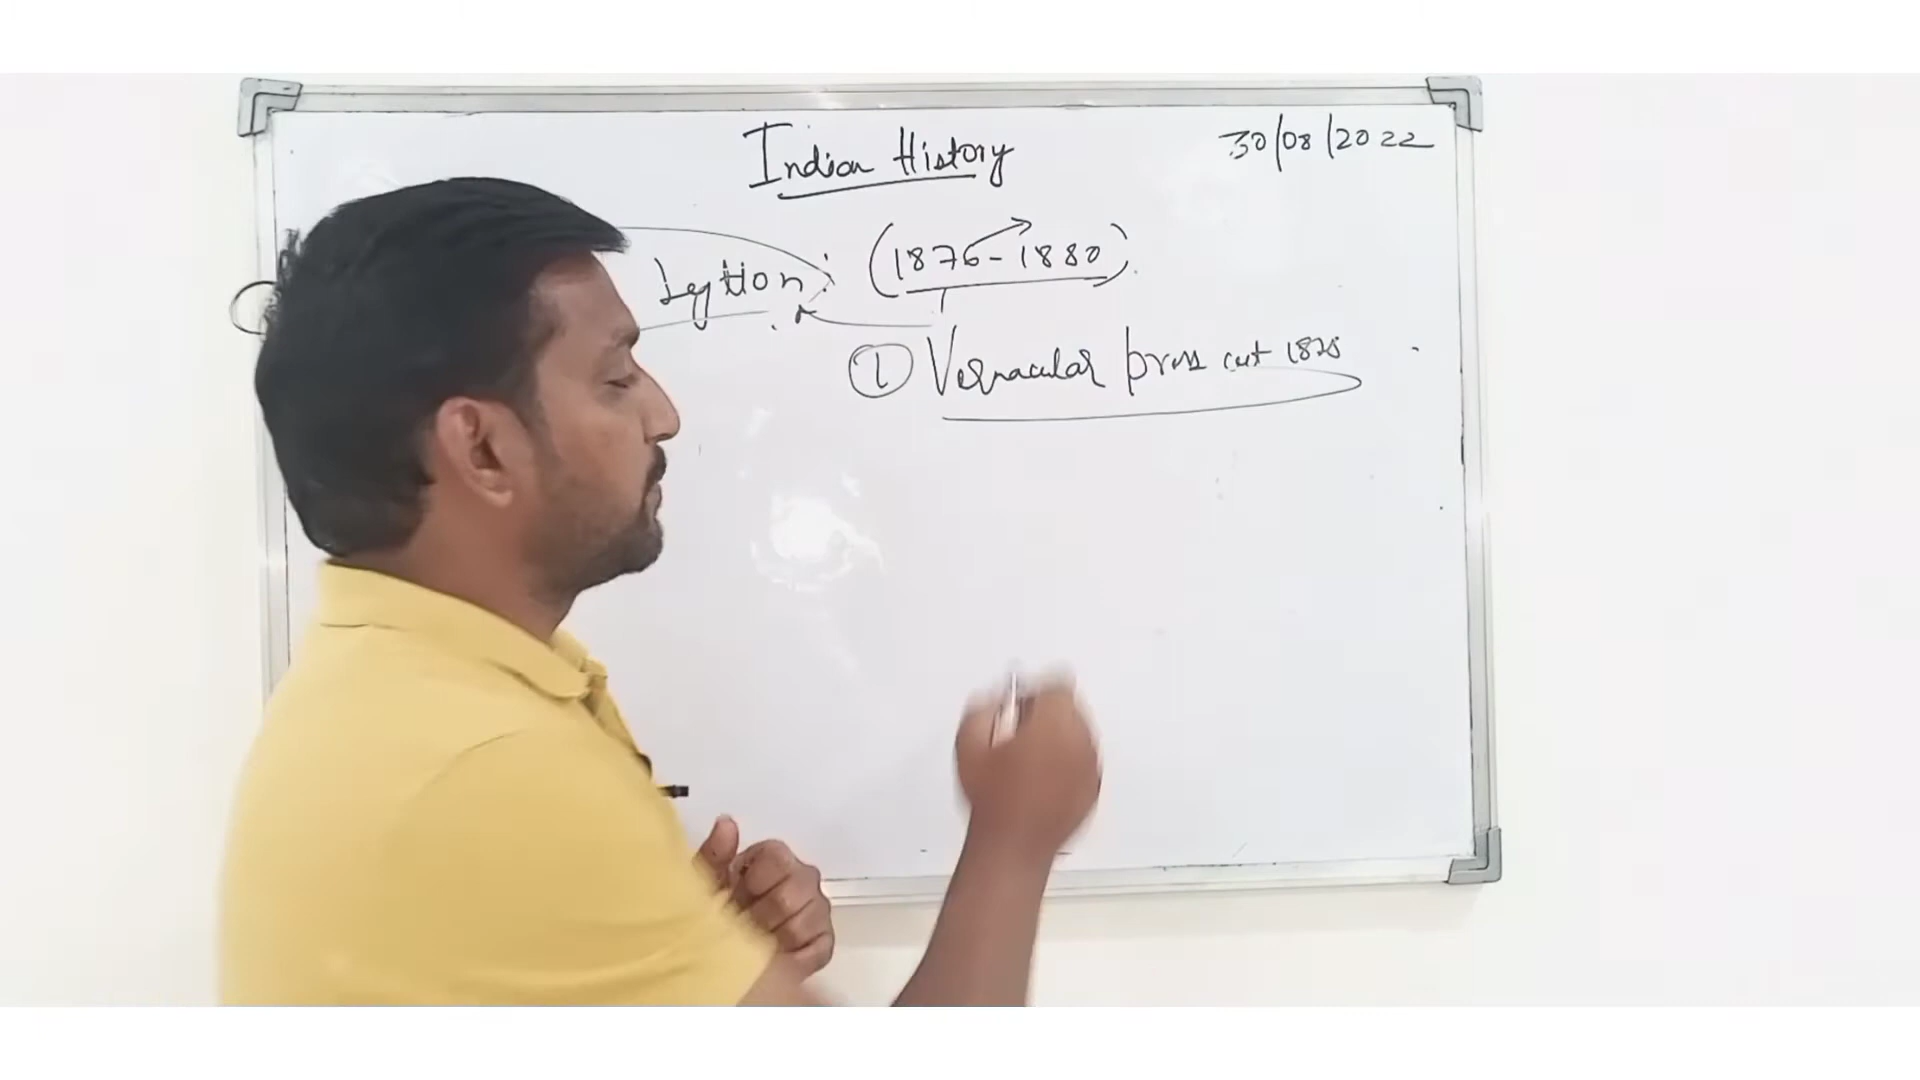 Indian History
30/08/2022
Lytton: (1876-1880)
① Vernacular press act 1878